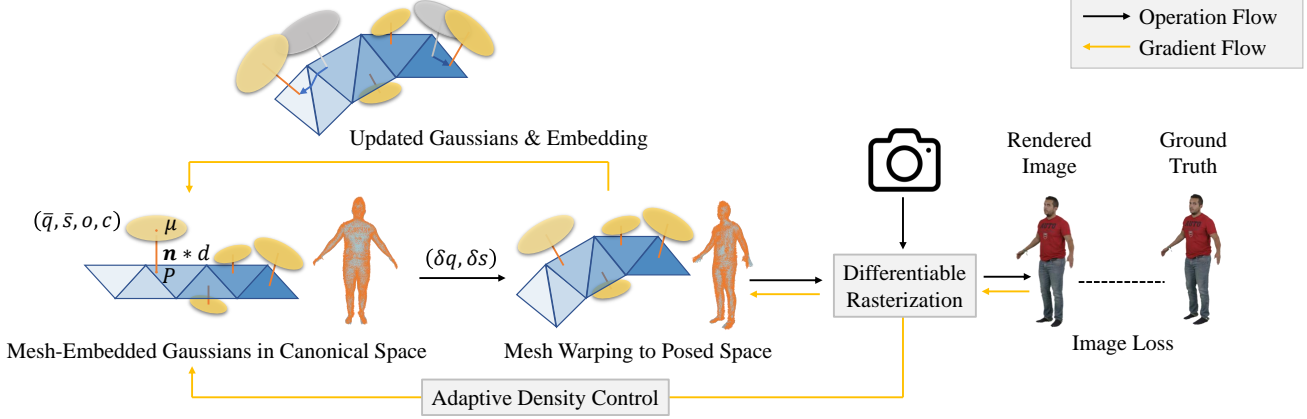 Operation Flow
Gradient Flow
Updated Gaussians & Embedding
Rendered
Image
Ground
Truth
(q̄, s̄, o, c)
μ
n * d
P
(δq, δs)
Differentiable
Rasterization
Mesh-Embedded Gaussians in Canonical Space
Mesh Warping to Posed Space
Image Loss
Adaptive Density Control